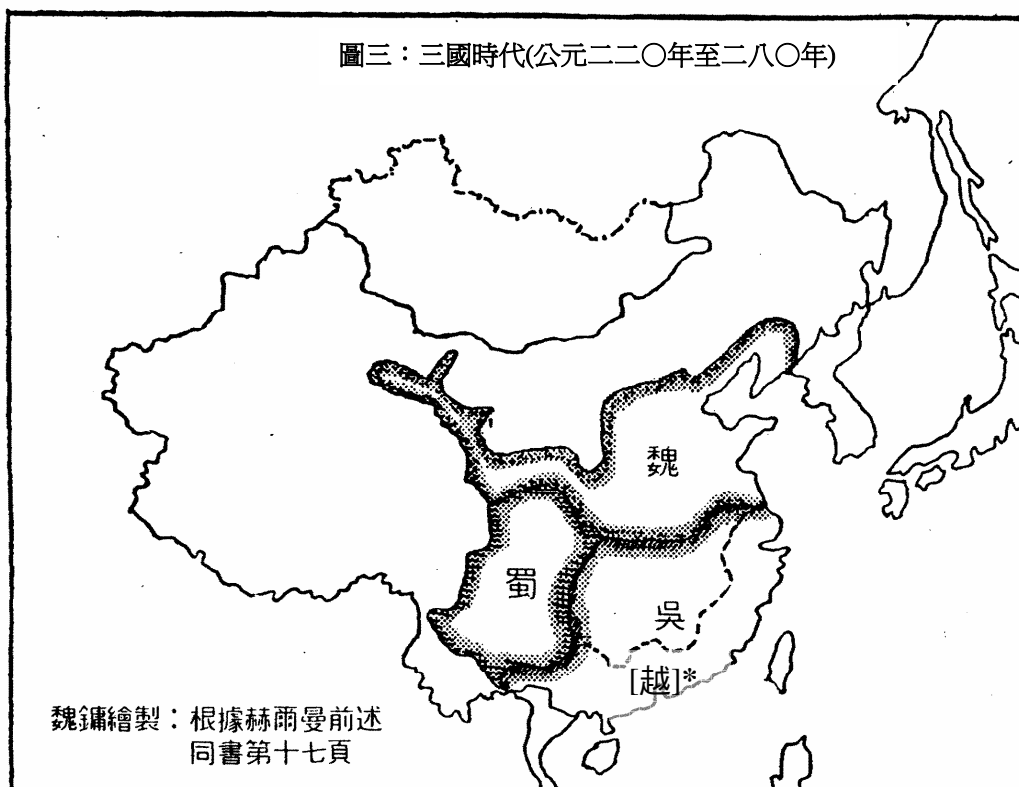 圖三：三國時代(公元二二〇年至二八〇年)
魏
蜀
吳
[越]*
魏鏞繪製：根據赫爾曼前述
同書第十七頁